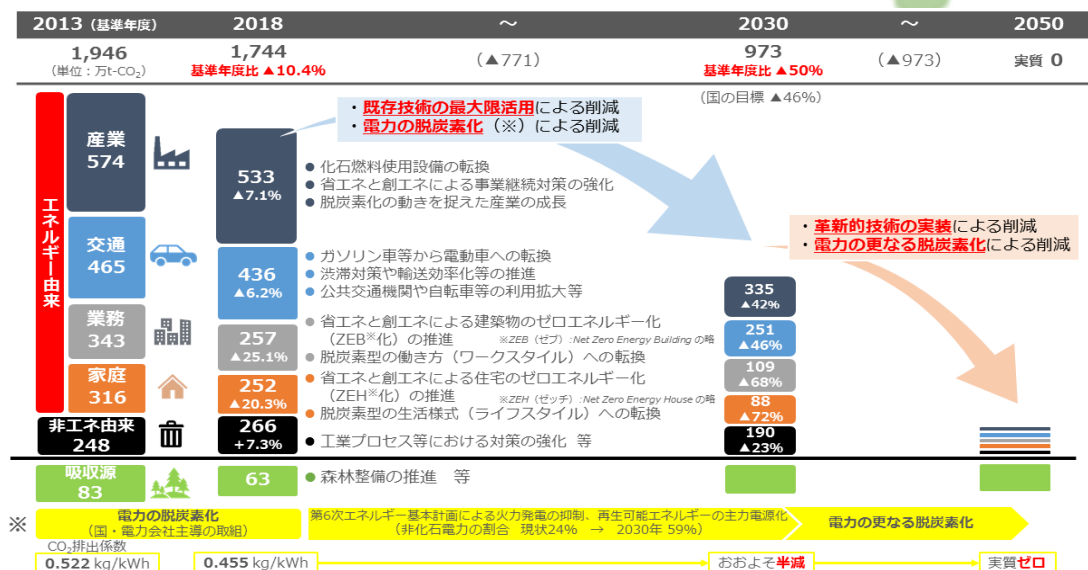 2013（基準年度） 2018 ～ 2030 ～ 2050
1,946 1,744 （▲771） 973 （▲973） 実質 0
（単位：万t-CO₂） 基準年度比 ▲10.4% 基準年度比 ▲50%
（国の目標 ▲46%）
・既存技術の最大限活用による削減
・電力の脱炭素化（※）による削減
エネルギー由来
産業
574
533
▲7.1%
● 化石燃料使用設備の転換
● 省エネと創エネによる事業継続対策の強化
● 脱炭素化の動きを捉えた産業の成長
・革新的技術の実装による削減
・電力の更なる脱炭素化による削減
交通
465
436
▲6.2%
● ガソリン車等から電動車への転換
● 渋滞対策や輸送効率化等の推進
● 公共交通機関や自転車等の利用拡大等
335
▲42%
業務
343
257
▲25.1%
● 省エネと創エネによる建築物のゼロエネルギー化
（ZEB※化）の推進 ※ZEB（ゼブ）:Net Zero Energy Building の略
● 脱炭素型の働き方（ワークスタイル）への転換
251
▲46%
109
▲68%
家庭
316
252
▲20.3%
● 省エネと創エネによる住宅のゼロエネルギー化
（ZEH※化）の推進 ※ZEH（ゼッチ）:Net Zero Energy House の略
● 脱炭素型の生活様式（ライフスタイル）への転換
88
▲72%
非エネ由来
248
266
+7.3%
● 工業プロセス等における対策の強化 等
190
▲23%
吸収源
83
63
● 森林整備の推進 等
※
電力の脱炭素化
（国・電力会社主導の取組）
第6次エネルギー基本計画による火力発電の抑制、再生可能エネルギーの主力電源化
（非化石電力の割合 現状24% → 2030年 59%）
電力の更なる脱炭素化
CO₂排出係数
0.522 kg/kWh 0.455 kg/kWh おおよそ半減 実質ゼロ